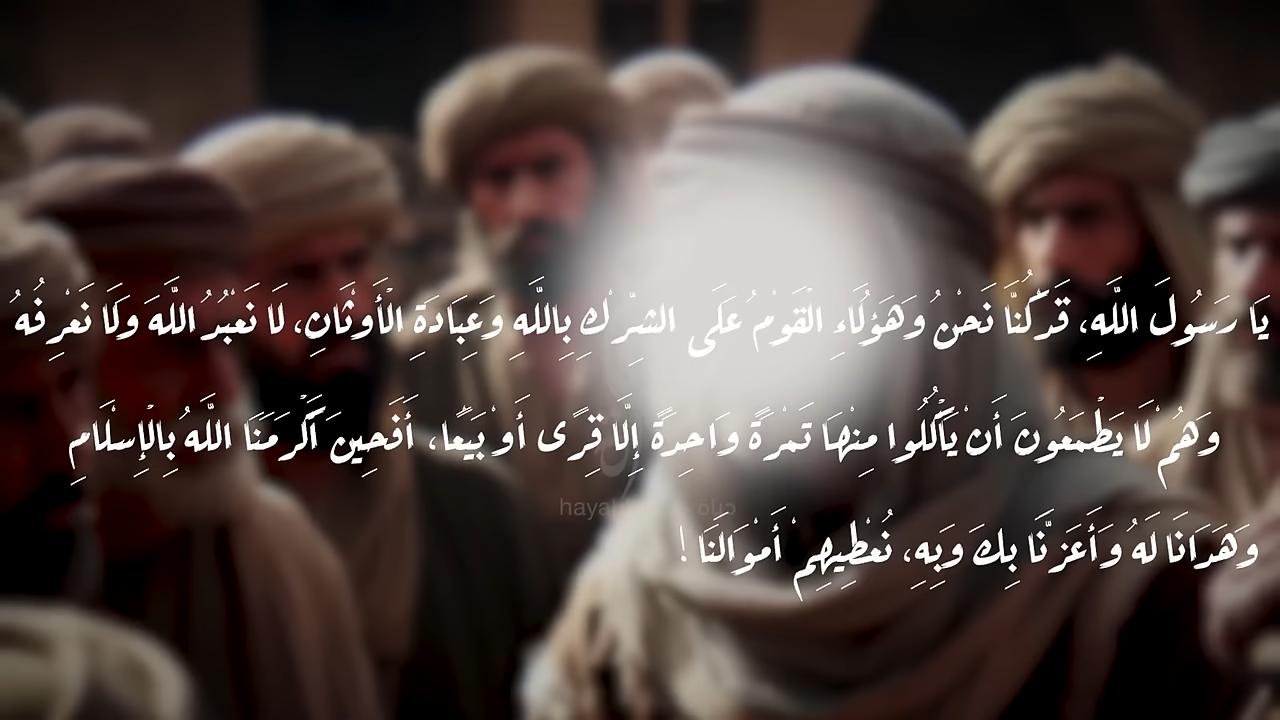 يَا رَسُولَ اللَّهِ، قَدْ كُنَّا نَحْنُ وَهَؤُلَاءِ الْقَوْمُ عَلَى الشِّرْكِ بِاللَّهِ وَعِبَادَةِ الْأَوْثَانِ، لَا نَعْبُدُ اللَّهَ وَلَا نَعْرِفُهُ
وَهُمْ لَا يَطْمَعُونَ أَنْ يَأْكُلُوا مِنْهَا تَمْرَةً وَاحِدَةً إِلَّا قِرًى أَوْ بَيْعًا، أَفَحِينَ أَكْرَمَنَا اللَّهُ بِالْإِسْلَامِ
وَهَدَانَا لَهُ وَأَعَزَّنَا بِكَ وَبِهِ، نُعْطِيهِمْ أَمْوَالَنَا !